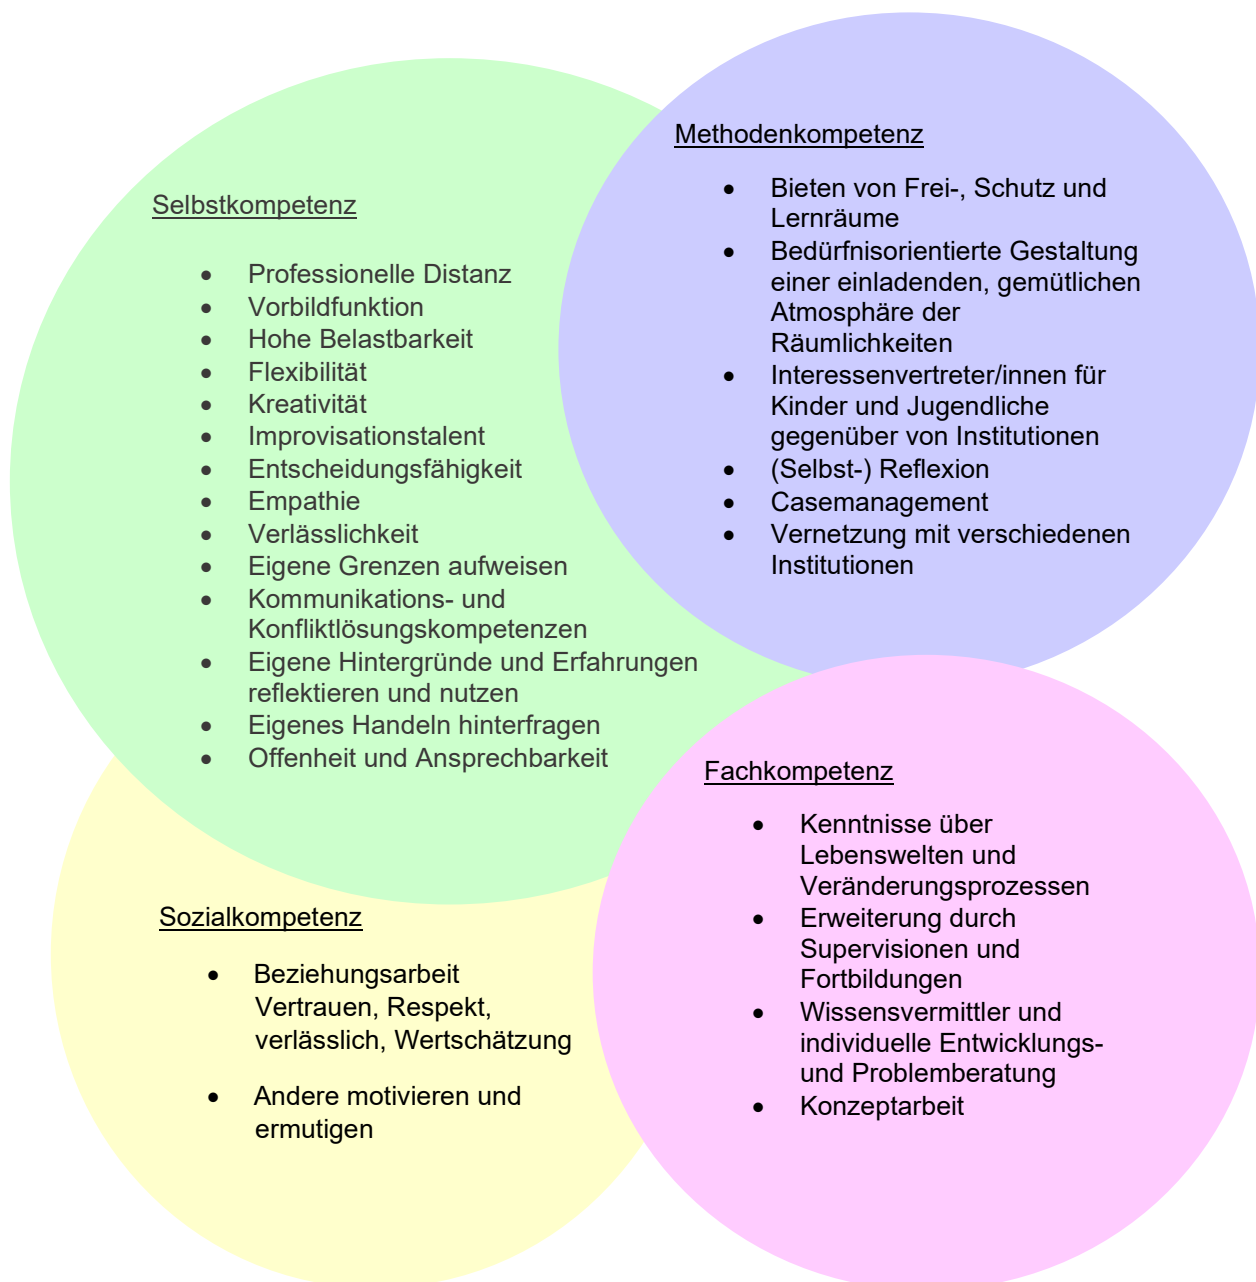 Selbstkompetenz
• Professionelle Distanz
• Vorbildfunktion
• Hohe Belastbarkeit
• Flexibilität
• Kreativität
• Improvisationstalent
• Entscheidungsfähigkeit
• Empathie
• Verlässlichkeit
• Eigene Grenzen aufweisen
• Kommunikations- und
Konfliktlösungskompetenzen
• Eigene Hintergründe und Erfahrungen
reflektieren und nutzen
• Eigenes Handeln hinterfragen
• Offenheit und Ansprechbarkeit
Methodenkompetenz
• Bieten von Frei-, Schutz und
Lernräume
• Bedürfnisorientierte Gestaltung
einer einladenden, gemütlichen
Atmosphäre der
Räumlichkeiten
• Interessenvertreter/innen für
Kinder und Jugendliche
gegenüber von Institutionen
• (Selbst-) Reflexion
• Casemanagement
• Vernetzung mit verschiedenen
Institutionen
Sozialkompetenz
• Beziehungsarbeit
Vertrauen, Respekt,
verlässlich, Wertschätzung
• Andere motivieren und
ermutigen
Fachkompetenz
• Kenntnisse über
Lebenswelten und
Veränderungsprozessen
• Erweiterung durch
Supervisionen und
Fortbildungen
• Wissensvermittler und
individuelle Entwicklungs-
und Problemberatung
• Konzeptarbeit